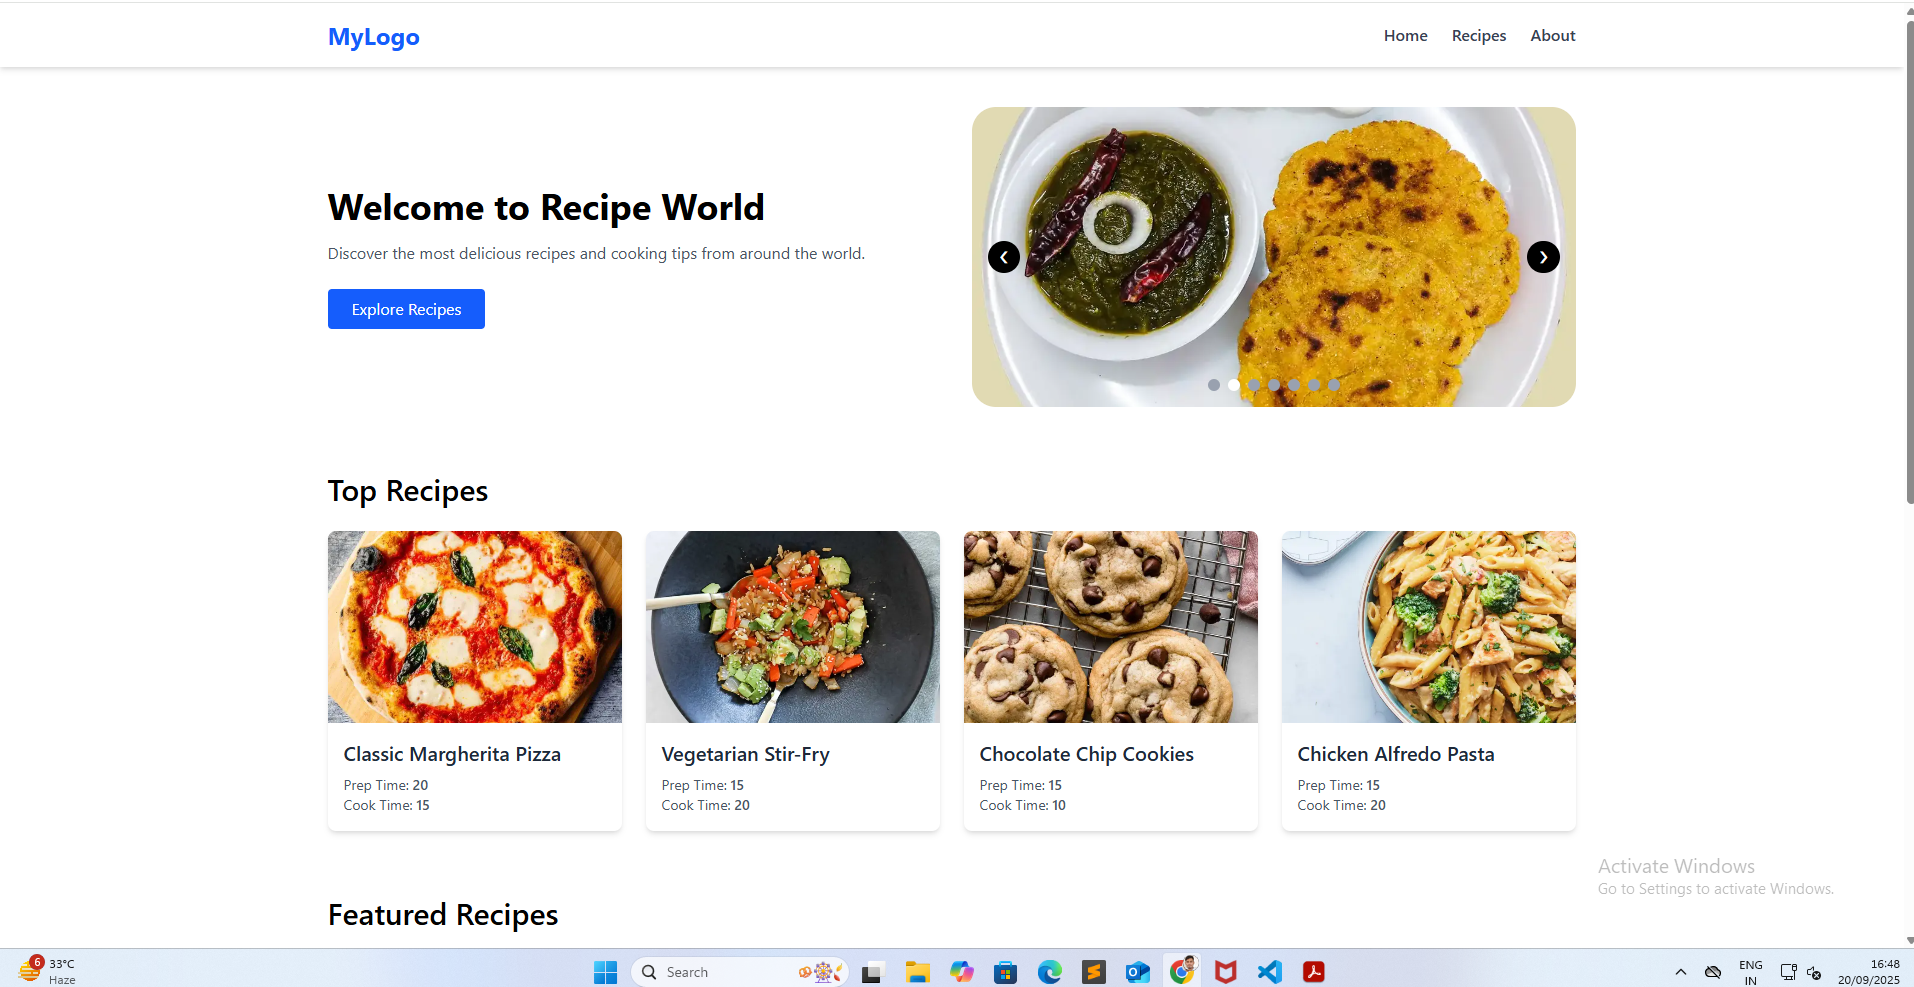 MyLogo
Home Recipes About
Welcome to Recipe World
Discover the most delicious recipes and cooking tips from around the world.
Explore Recipes
Top Recipes
Classic Margherita Pizza
Prep Time: 20
Cook Time: 15
Vegetarian Stir-Fry
Prep Time: 15
Cook Time: 20
Chocolate Chip Cookies
Prep Time: 15
Cook Time: 10
Chicken Alfredo Pasta
Prep Time: 15
Cook Time: 20
Activate Windows
Go to Settings to activate Windows.
Featured Recipes
6
33°C
Haze
Search
ENG
IN
16:48
20/09/2025